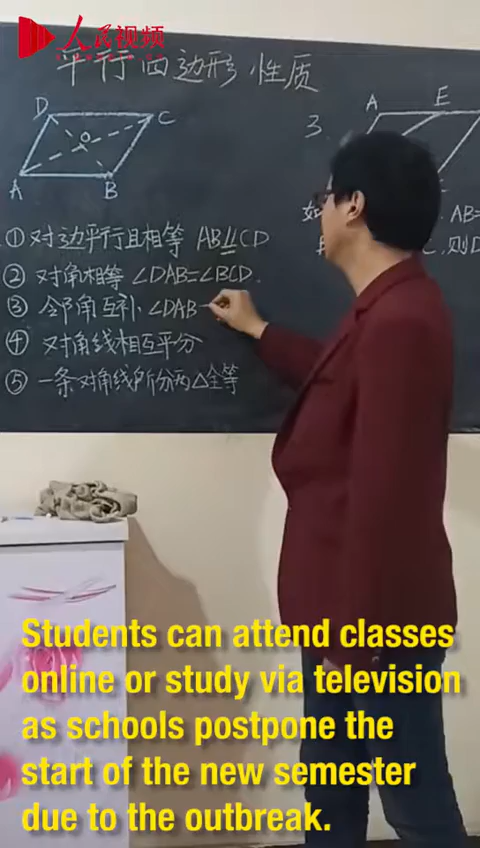 人民视频
平行四边形 性质
D
C
O
A
B
3.
A
E
① 对边平行且相等 AB⫽CD
② 对角相等 ∠DAB=∠BCD.
③ 邻角互补 ∠DAB
④ 对角线相互平分
⑤ 一条对角线所分两△全等
如
AB=
则
Students can attend classes
online or study via television
as schools postpone the
start of the new semester
due to the outbreak.